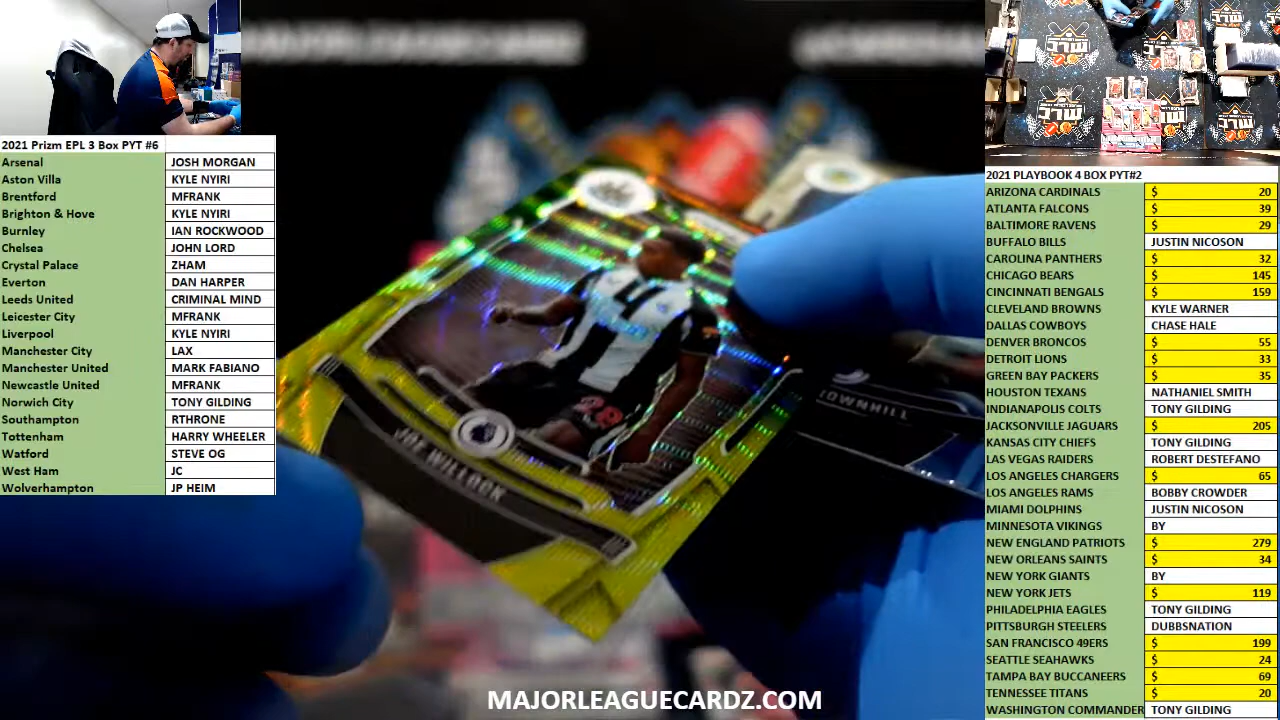 2021 Prizm EPL 3 Box PYT #6
Arsenal JOSH MORGAN
Aston Villa KYLE NYIRI
Brentford MFRANK
Brighton & Hove KYLE NYIRI
Burnley IAN ROCKWOOD
Chelsea JOHN LORD
Crystal Palace ZHAM
Everton DAN HARPER
Leeds United CRIMINAL MIND
Leicester City MFRANK
Liverpool KYLE NYIRI
Manchester City LAX
Manchester United MARK FABIANO
Newcastle United MFRANK
Norwich City TONY GILDING
Southampton RTHRONE
Tottenham HARRY WHEELER
Watford STEVE OG
West Ham JC
Wolverhampton JP HEIM
JOE WILLOCK
OWNHILL
MAJORLEAGUECARDZ.COM
2021 PLAYBOOK 4 BOX PYT#2
ARIZONA CARDINALS $ 20
ATLANTA FALCONS $ 39
BALTIMORE RAVENS $ 29
BUFFALO BILLS JUSTIN NICOSON
CAROLINA PANTHERS $ 32
CHICAGO BEARS $ 145
CINCINNATI BENGALS $ 159
CLEVELAND BROWNS KYLE WARNER
DALLAS COWBOYS CHASE HALE
DENVER BRONCOS $ 55
DETROIT LIONS $ 33
GREEN BAY PACKERS $ 35
HOUSTON TEXANS NATHANIEL SMITH
INDIANAPOLIS COLTS TONY GILDING
JACKSONVILLE JAGUARS $ 205
KANSAS CITY CHIEFS TONY GILDING
LAS VEGAS RAIDERS ROBERT DESTEFANO
LOS ANGELES CHARGERS $ 65
LOS ANGELES RAMS BOBBY CROWDER
MIAMI DOLPHINS JUSTIN NICOSON
MINNESOTA VIKINGS BY
NEW ENGLAND PATRIOTS $ 279
NEW ORLEANS SAINTS $ 34
NEW YORK GIANTS BY
NEW YORK JETS $ 119
PHILADELPHIA EAGLES TONY GILDING
PITTSBURGH STEELERS DUBBSNATION
SAN FRANCISCO 49ERS $ 199
SEATTLE SEAHAWKS $ 24
TAMPA BAY BUCCANEERS $ 69
TENNESSEE TITANS $ 20
WASHINGTON COMMANDER TONY GILDING